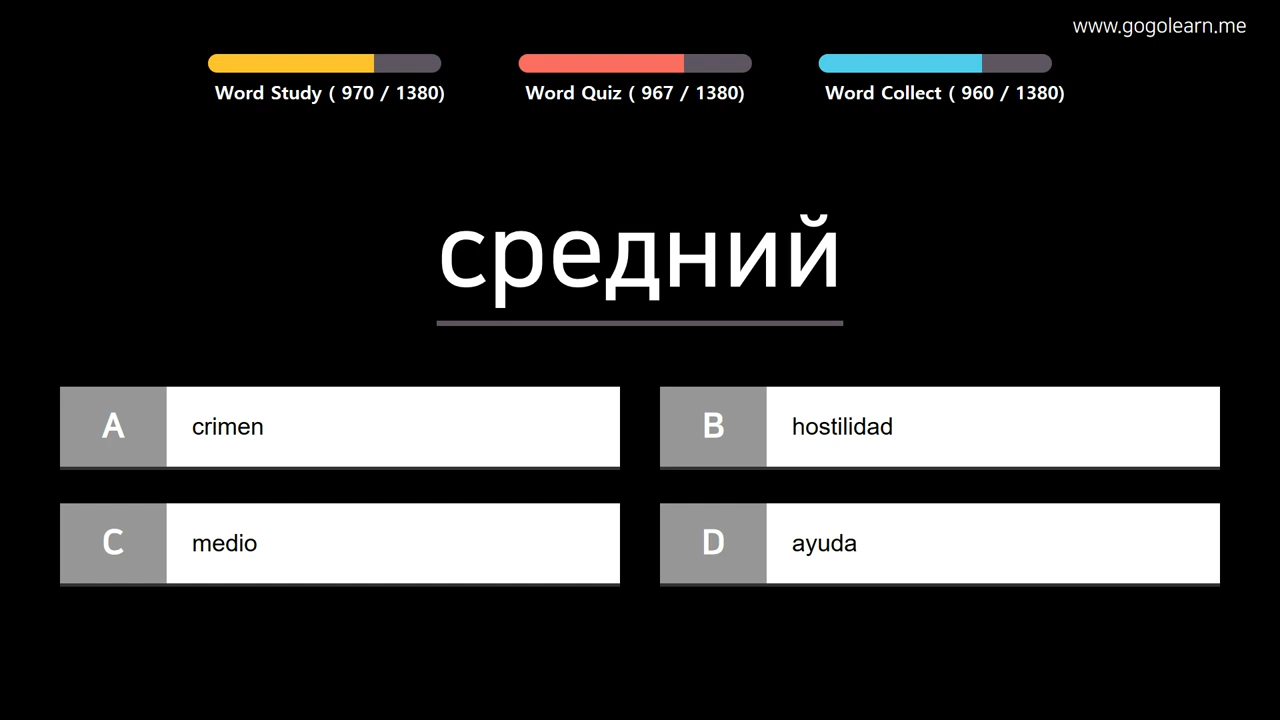 www.gogolearn.me
Word Study ( 970 / 1380)
Word Quiz ( 967 / 1380)
Word Collect ( 960 / 1380)
средний
A crimen
B hostilidad
C medio
D ayuda